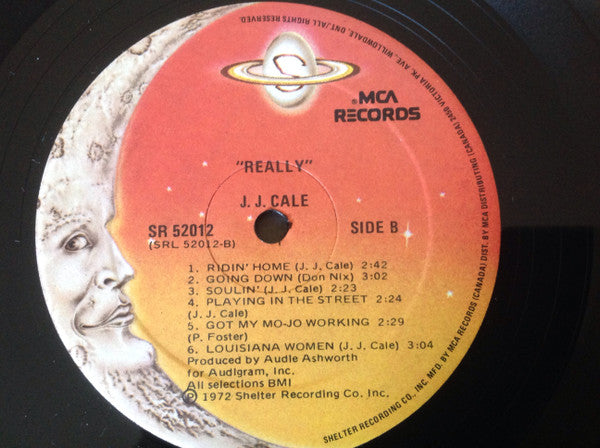 MCA
RECORDS
"REALLY"
J. J. CALE
SR 52012
(SRL 52012-B)
SIDE B
1. RIDIN' HOME (J. J. Cale) 2:42
2. GOING DOWN (Don Nix) 3:02
3. SOULIN' (J. J. Cale) 2:23
4. PLAYING IN THE STREET 2:24
(J. J. Cale)
5. GOT MY MO-JO WORKING 2:29
(P. Foster)
6. LOUISIANA WOMEN (J. J. Cale) 3:04
Produced by Audie Ashworth
for Audigram, Inc.
All selections BMI
Ⓟ 1972 Shelter Recording Co. Inc.
SHELTER RECORDING CO., INC. MFD. BY MCA RECORDS (CANADA) DIST. BY MCA DISTRIBUTING (CANADA) 2450 VICTORIA PK. AVE., WILLOWDALE, ONT./ALL RIGHTS RESERVED.